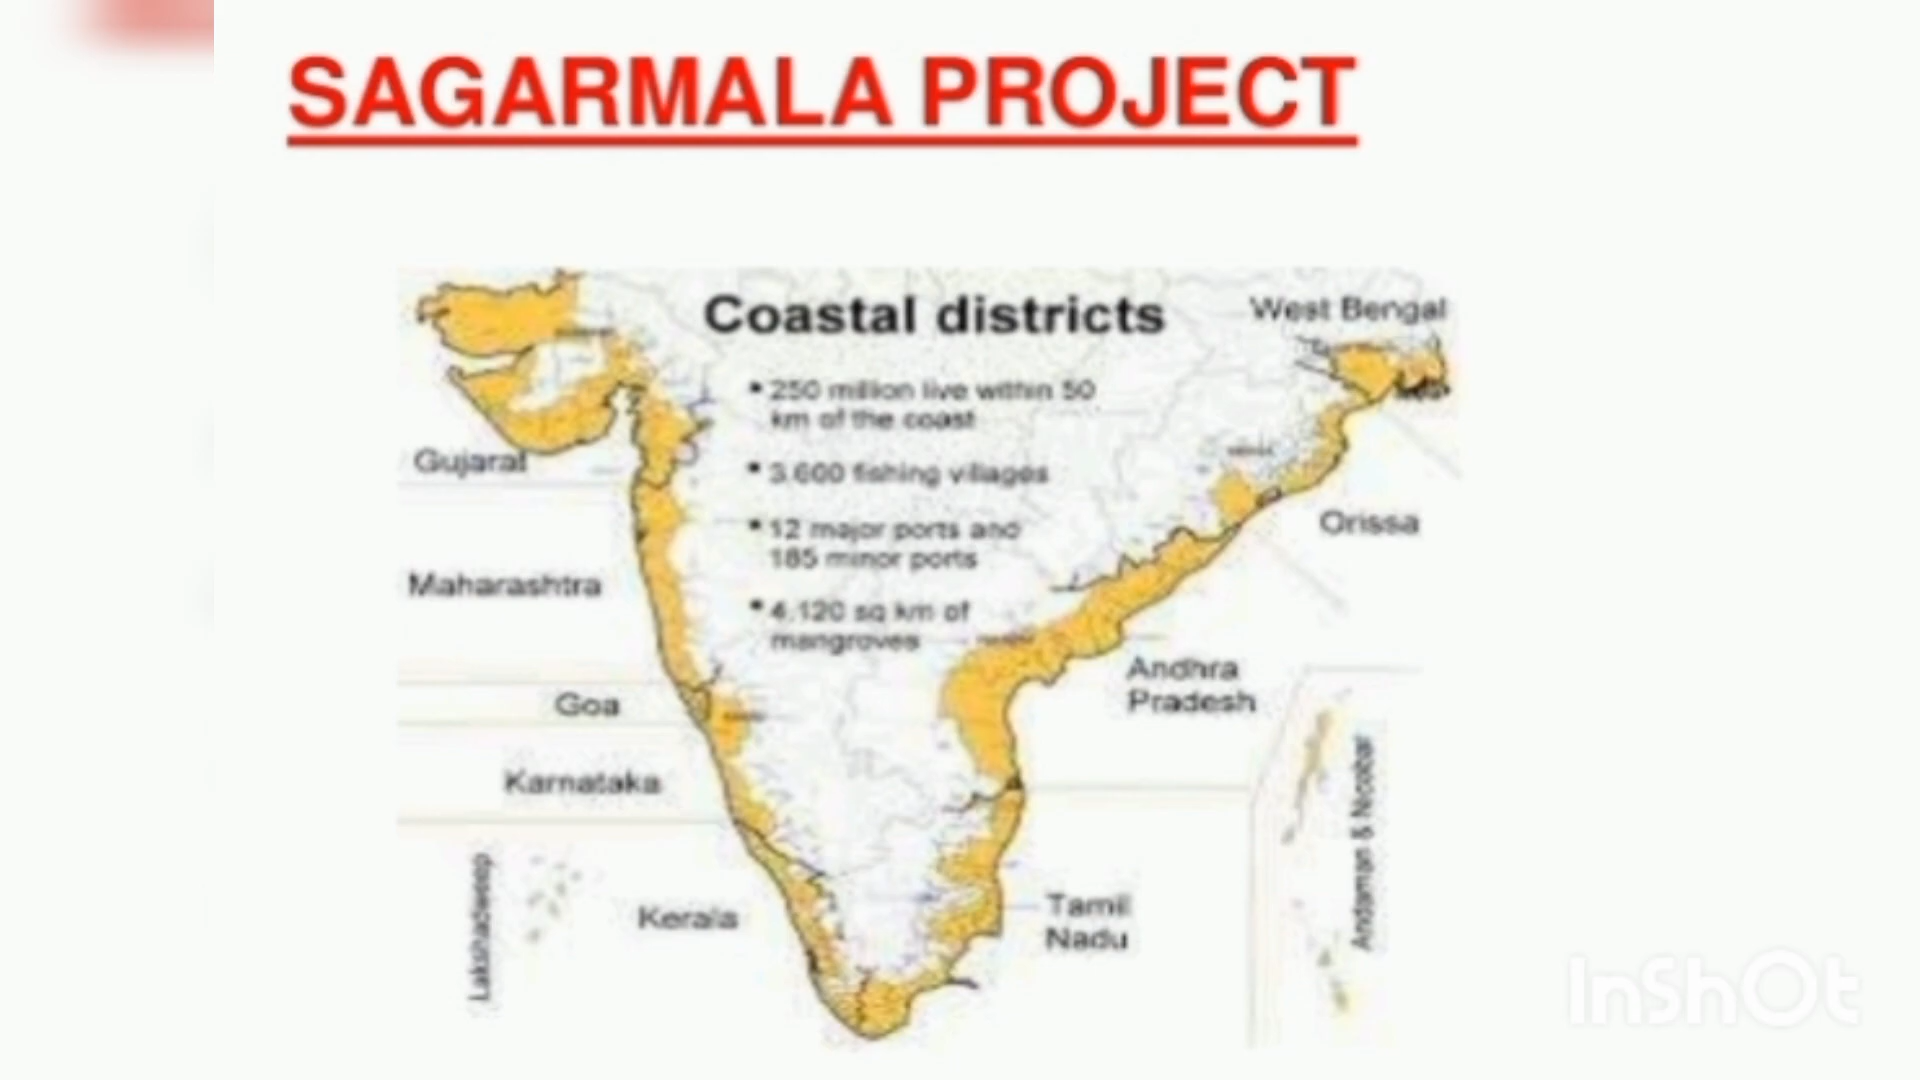 SAGARMALA PROJECT
Coastal districts
West Bengal
• 250 million live within 50
km of the coast
• 3,600 fishing villages
• 12 major ports and
185 minor ports
• 4,120 sq km of
mangroves
Gujarat
Maharashtra
Goa
Karnataka
Kerala
Lakshadweep
Orissa
Andhra
Pradesh
Tamil
Nadu
Andaman & Nicobar
InShOt